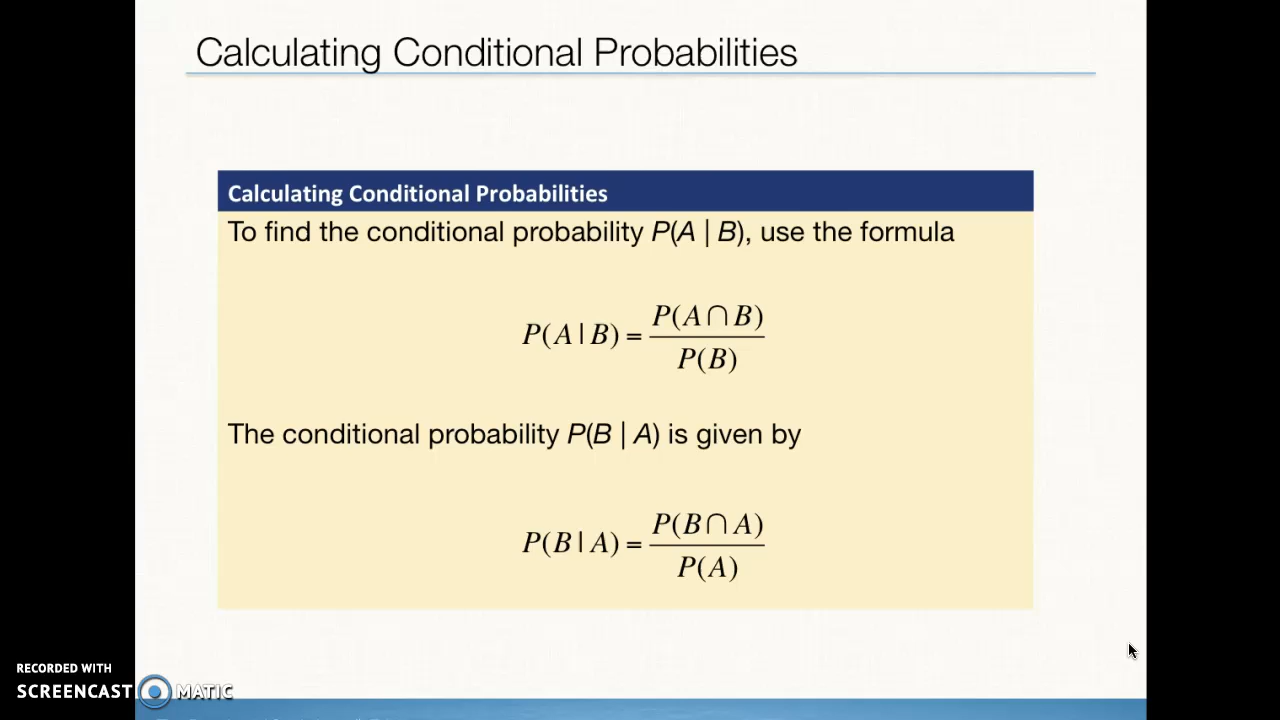 Calculating Conditional Probabilities
Calculating Conditional Probabilities
To find the conditional probability P(A | B), use the formula
P(A | B) = P(A ∩ B) / P(B)
The conditional probability P(B | A) is given by
P(B | A) = P(B ∩ A) / P(A)
RECORDED WITH
SCREENCAST MATIC